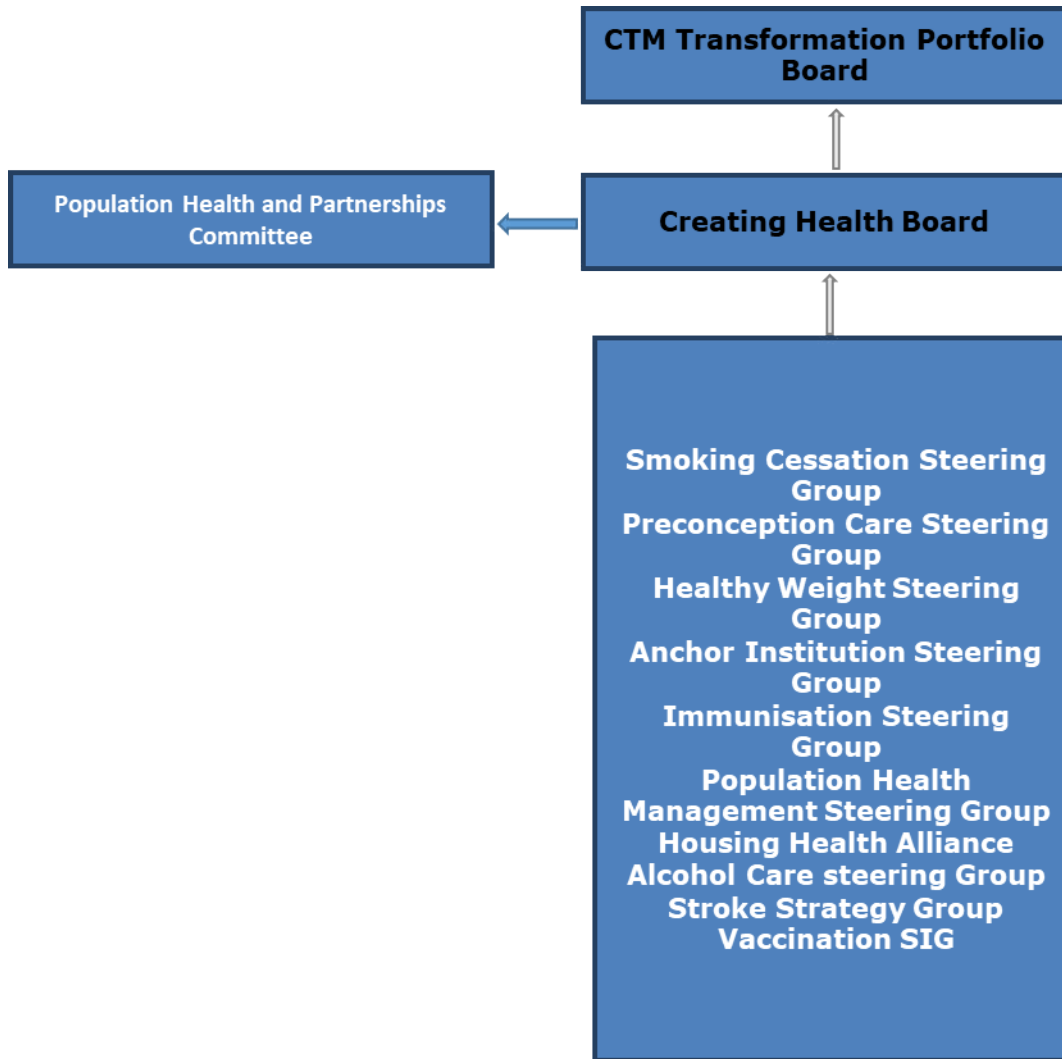 CTM Transformation Portfolio
Board
Population Health and Partnerships
Committee
Creating Health Board
Smoking Cessation Steering
Group
Preconception Care Steering
Group
Healthy Weight Steering
Group
Anchor Institution Steering
Group
Immunisation Steering
Group
Population Health
Management Steering Group
Housing Health Alliance
Alcohol Care steering Group
Stroke Strategy Group
Vaccination SIG